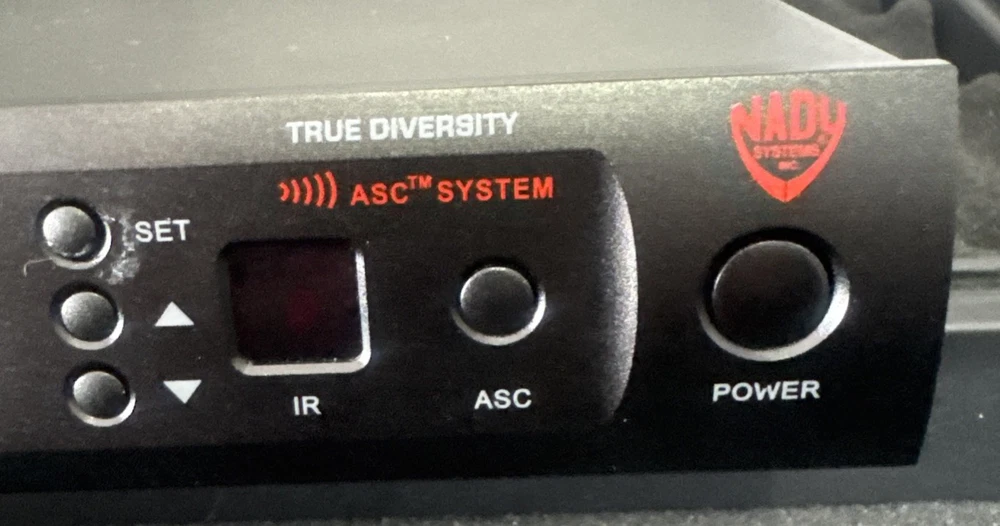 TRUE DIVERSITY
NADY
SYSTEMS
INC.
ASC™ SYSTEM
SET
IR
ASC
POWER